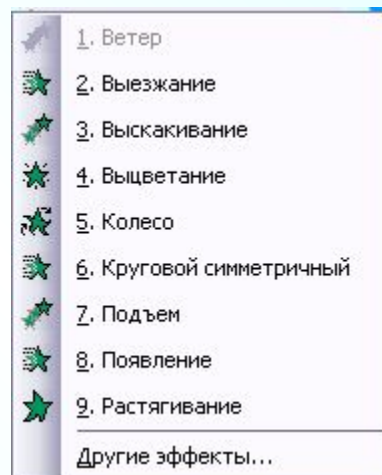 1. Ветер
2. Выезжание
3. Выскакивание
4. Выцветание
5. Колесо
6. Круговой симметричный
7. Подъем
8. Появление
9. Растягивание
Другие эффекты...